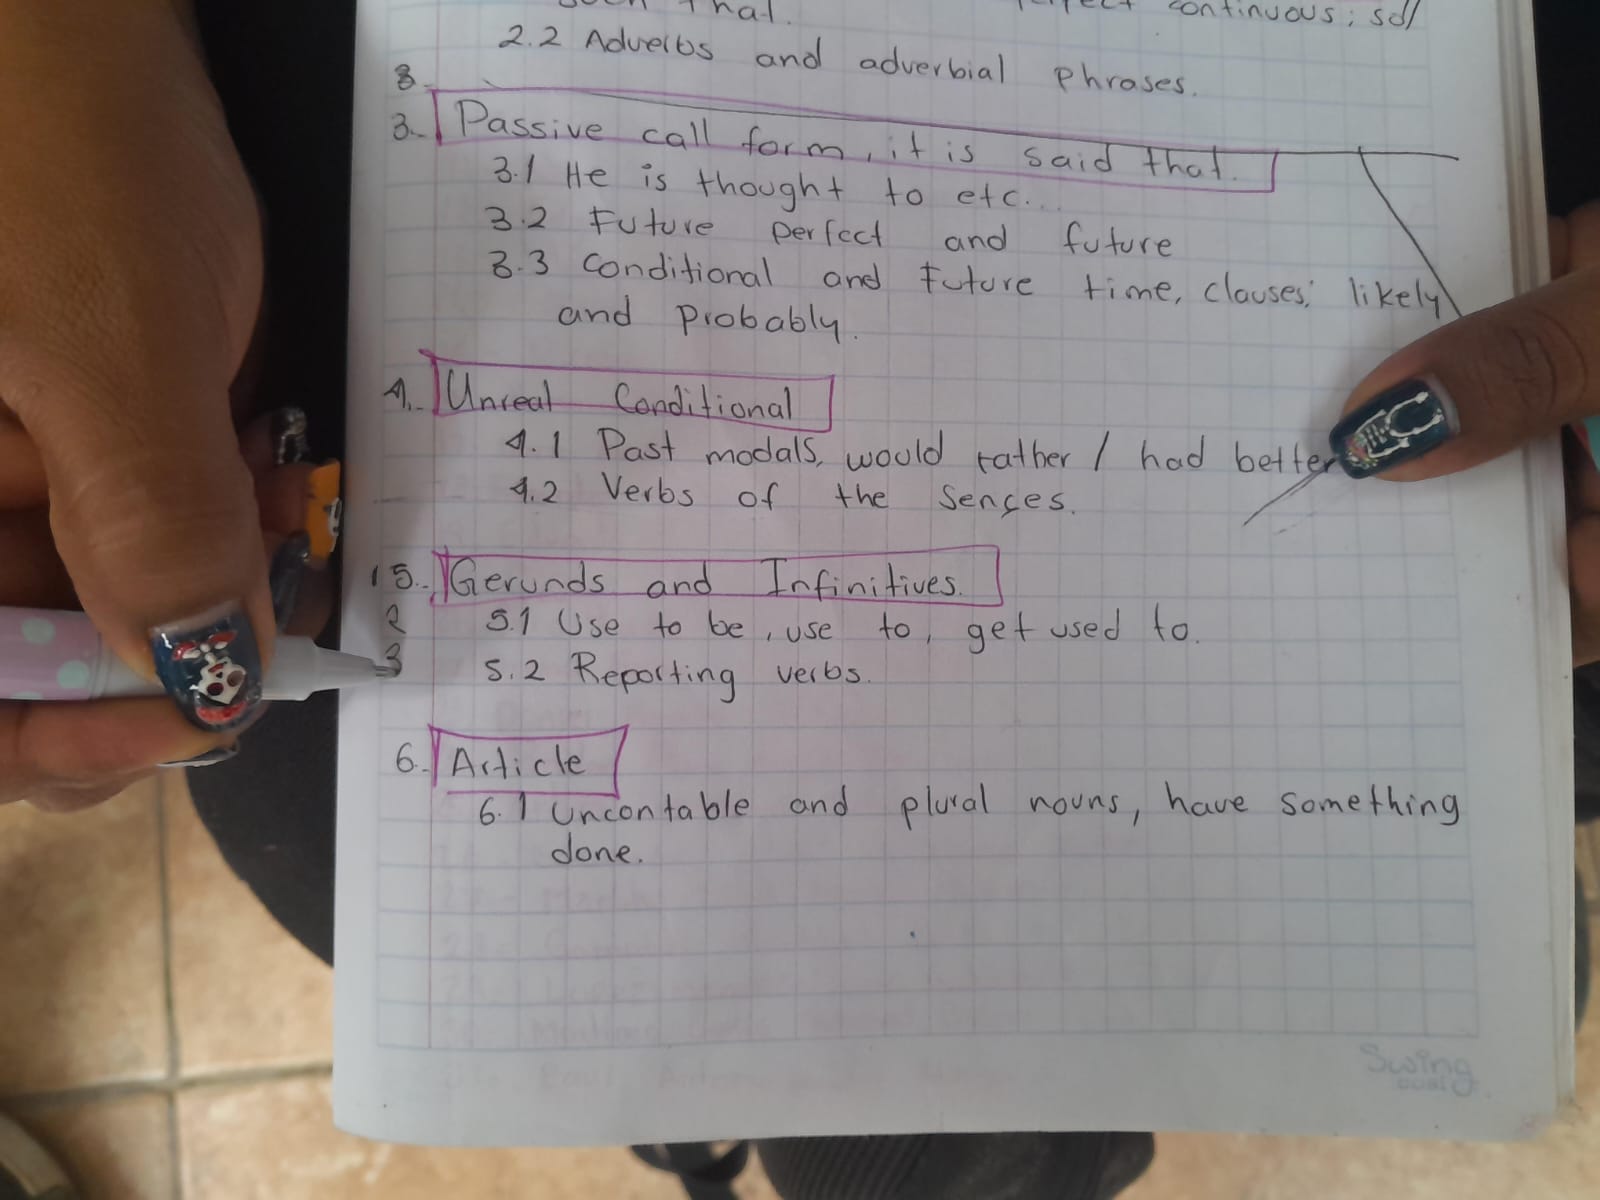 that.
continuous; so/
2.2 Adverbs and adverbial phrases.
3.
3. Passive call form, it is said that.
3.1 He is thought to etc...
3.2 Future perfect and future
3.3 Conditional and Future time, clauses; likely
and probably.
4. Unreal Conditional
4.1 Past modals, would rather / had better
4.2 Verbs of the Senses.
1 5. Gerunds and Infinitives.
2 5.1 Use to be, use to, get used to.
3 5.2 Reporting verbs.
6. Article
6.1 Uncontable and plural nouns, have something
done.
Swing